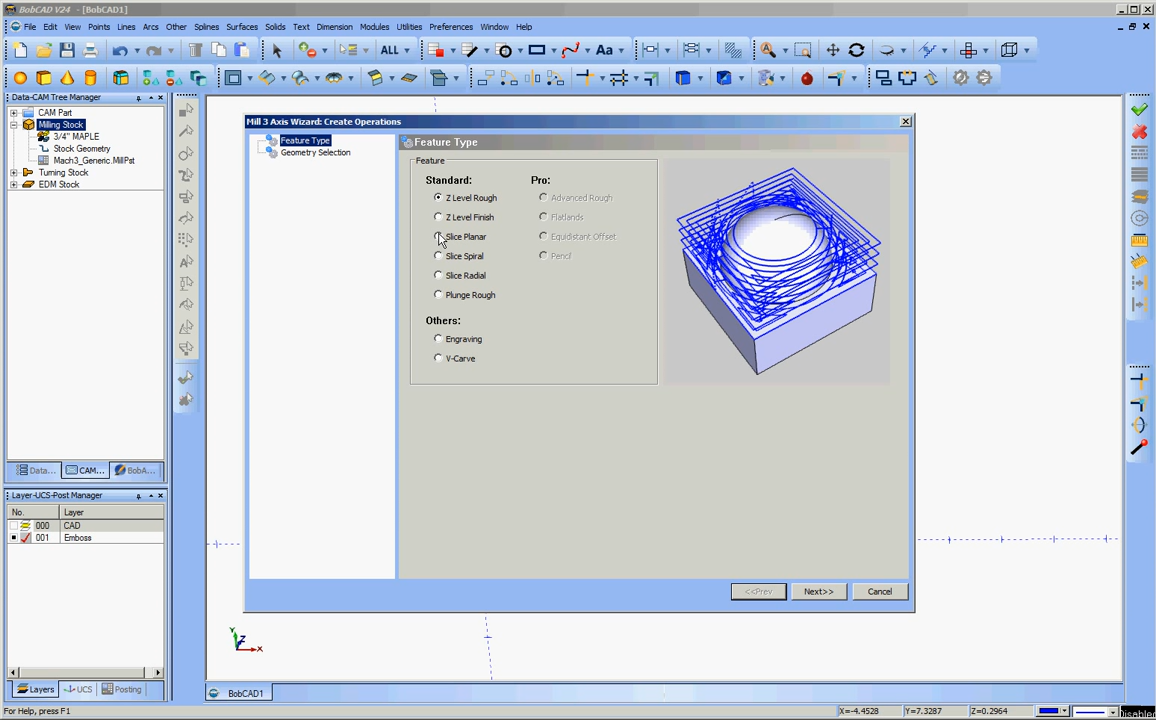 BobCAD V24 - [BobCAD1]
File Edit View Points Lines Arcs Other Splines Surfaces Solids Text Dimension Modules Utilities Preferences Window Help
ALL
Aa
Data-CAM Tree Manager
CAM Part
Milling Stock
3/4" MAPLE
Stock Geometry
Mach3_Generic.MillPst
Turning Stock
EDM Stock
Data... CAM... BobA...
Layer-UCS-Post Manager
No. Layer
000 CAD
001 Emboss
Layers UCS Posting
Mill 3 Axis Wizard: Create Operations
Feature Type
Geometry Selection
Feature Type
Feature
Standard: Pro:
Z Level Rough Advanced Rough
Z Level Finish Flatlands
Slice Planar Equidistant Offset
Slice Spiral Pencil
Slice Radial
Plunge Rough
Others:
Engraving
V-Carve
<<Prev Next>> Cancel
Y
Z
X
BobCAD1
For Help, press F1 X=-4.4528 Y=7.3287 Z=0.2964 Disabled